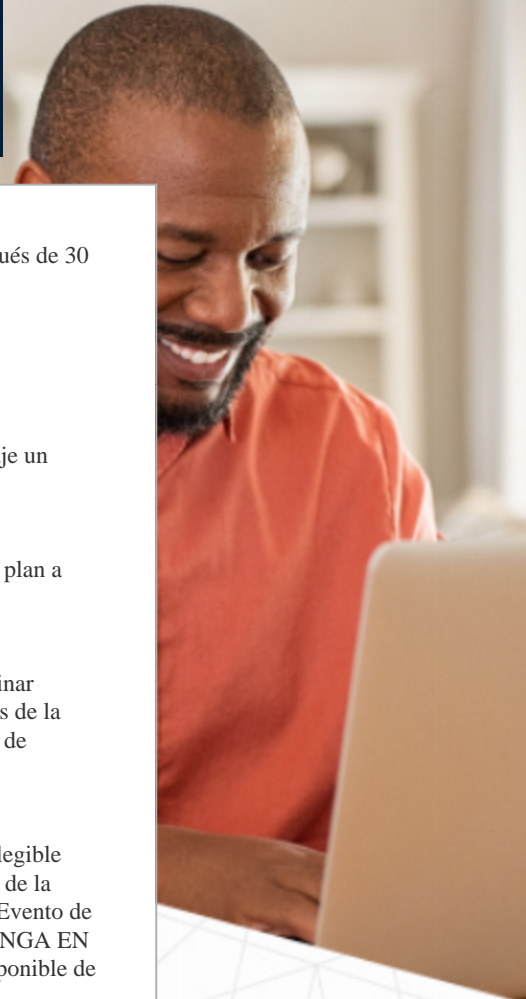 ués de 30
je un
plan a
inar
s de la
de
legible
de la
Evento de
NGA EN
ponible de